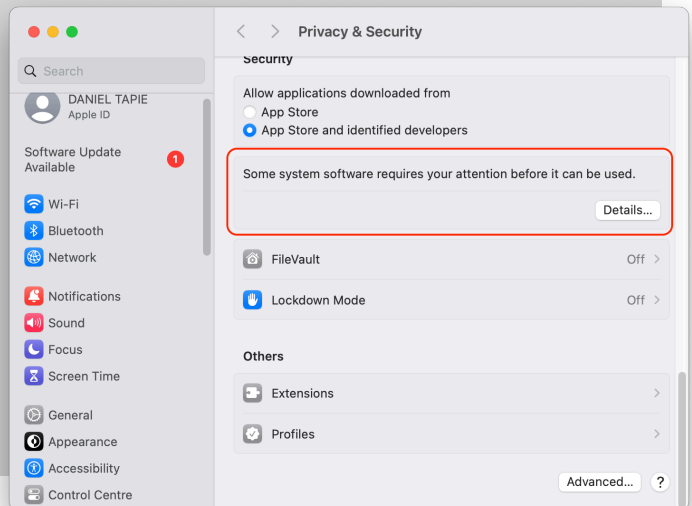 Privacy & Security
Search
DANIEL TAPIE
Apple ID
Software Update
Available
1
Wi-Fi
Bluetooth
Network
Notifications
Sound
Focus
Screen Time
General
Appearance
Accessibility
Control Centre
Security
Allow applications downloaded from
App Store
App Store and identified developers
Some system software requires your attention before it can be used.
Details...
FileVault
Off
Lockdown Mode
Off
Others
Extensions
Profiles
Advanced...
?